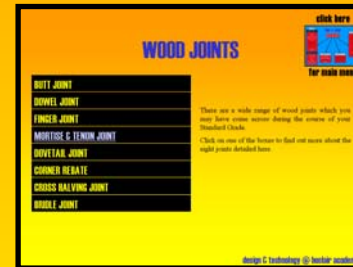 click here
for main menu
WOOD JOINTS
BUTT JOINT
DOWEL JOINT
FINGER JOINT
MORTISE & TENON JOINT
DOVETAIL JOINT
CORNER REBATE
CROSS HALVING JOINT
BRIDLE JOINT
There are a wide range of wood joints which you
may have come across during the course of your
Standard Grade.
Click on one of the boxes to find out more about the
eight joints detailed here.
design & technology @